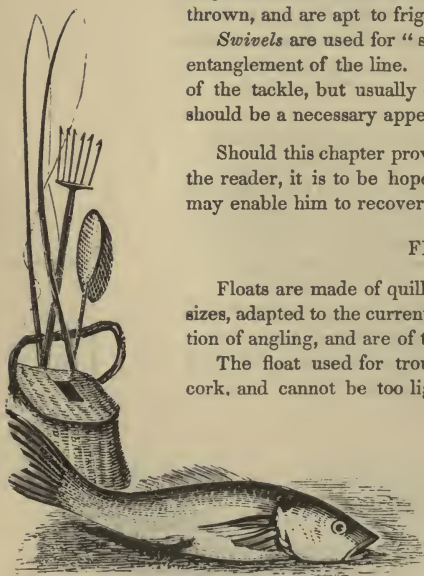 thrown, and are apt to frig
Swivels are used for “ s
entanglement of the line.
of the tackle, but usually
should be a necessary appe
Should this chapter prov
the reader, it is to be hope
may enable him to recover
Floats are made of quill
sizes, adapted to the current
tion of angling, and are of t
The float used for trou
cork, and cannot be too lig